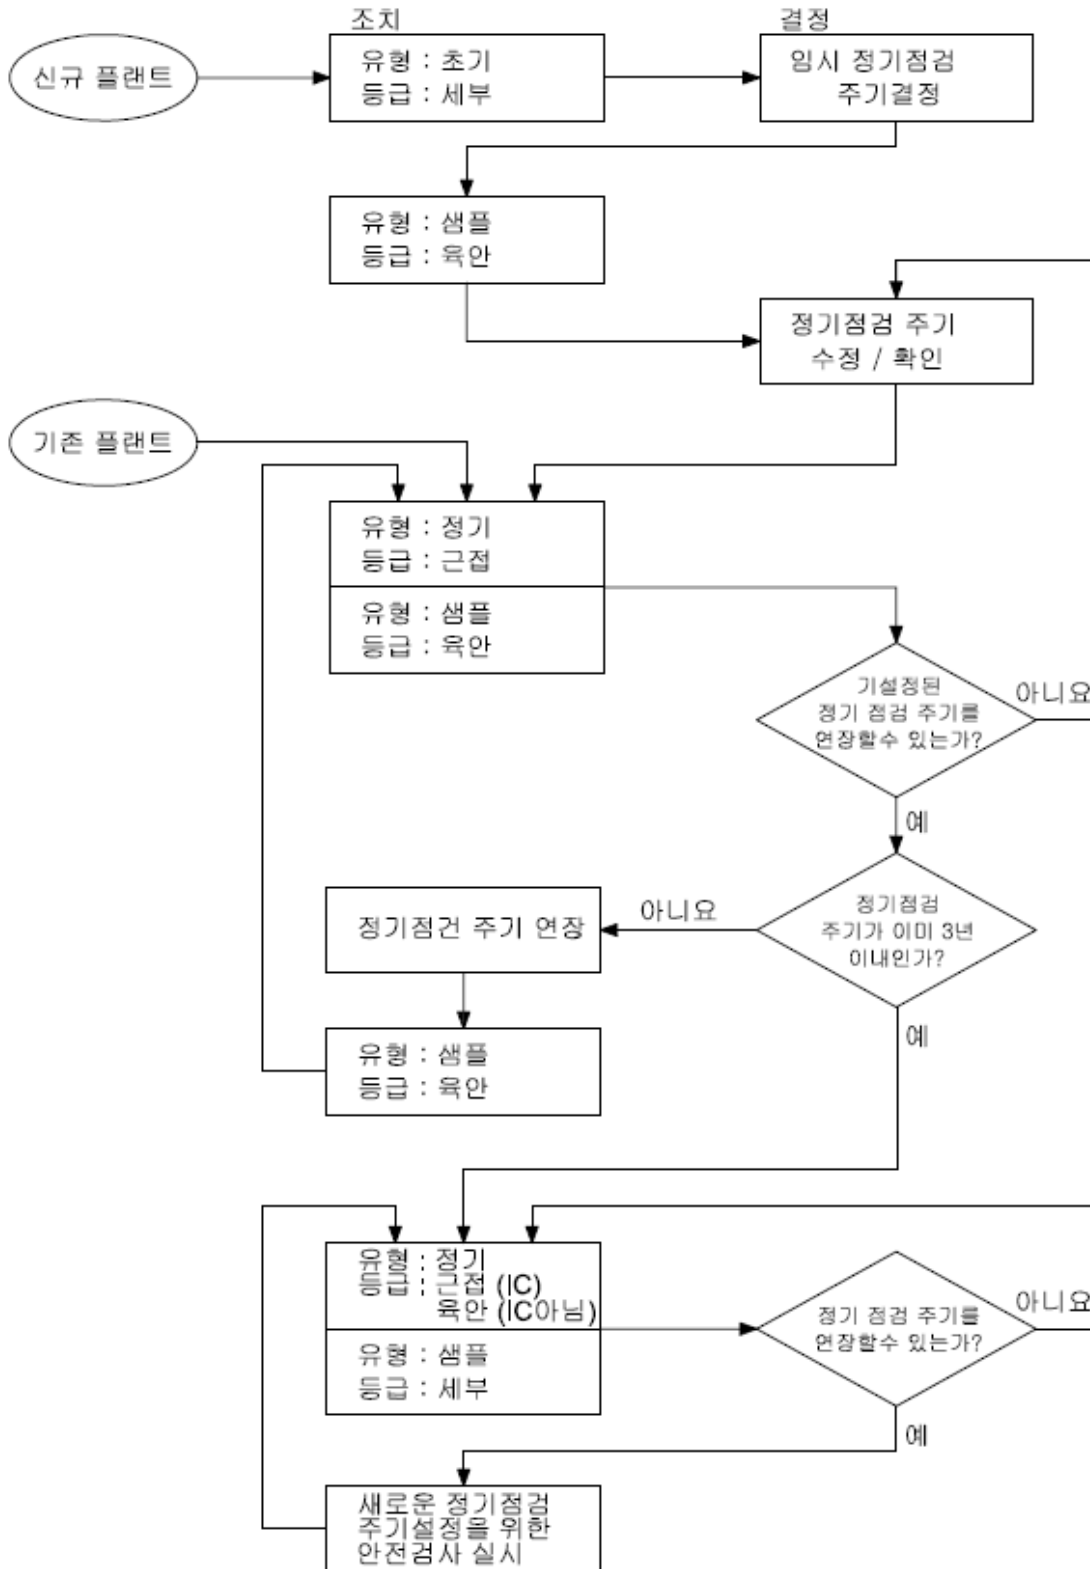 조치
결정
신규 플랜트
유형 : 초기
등급 : 세부
임시 정기점검
주기결정
유형 : 샘플
등급 : 육안
정기점검 주기
수정 / 확인
기존 플랜트
유형 : 정기
등급 : 근접
유형 : 샘플
등급 : 육안
기설정된
정기 점검 주기를
연장할수 있는가?
아니요
예
정기점검
주기가 이미 3년
이내인가?
아니요
정기점건 주기 연장
예
유형 : 샘플
등급 : 육안
유형 : 정기
등급 : 근접 (IC)
육안 (IC아님)
유형 : 샘플
등급 : 세부
정기 점검 주기를
연장할수 있는가?
아니요
예
새로운 정기점검
주기설정을 위한
안전검사 실시